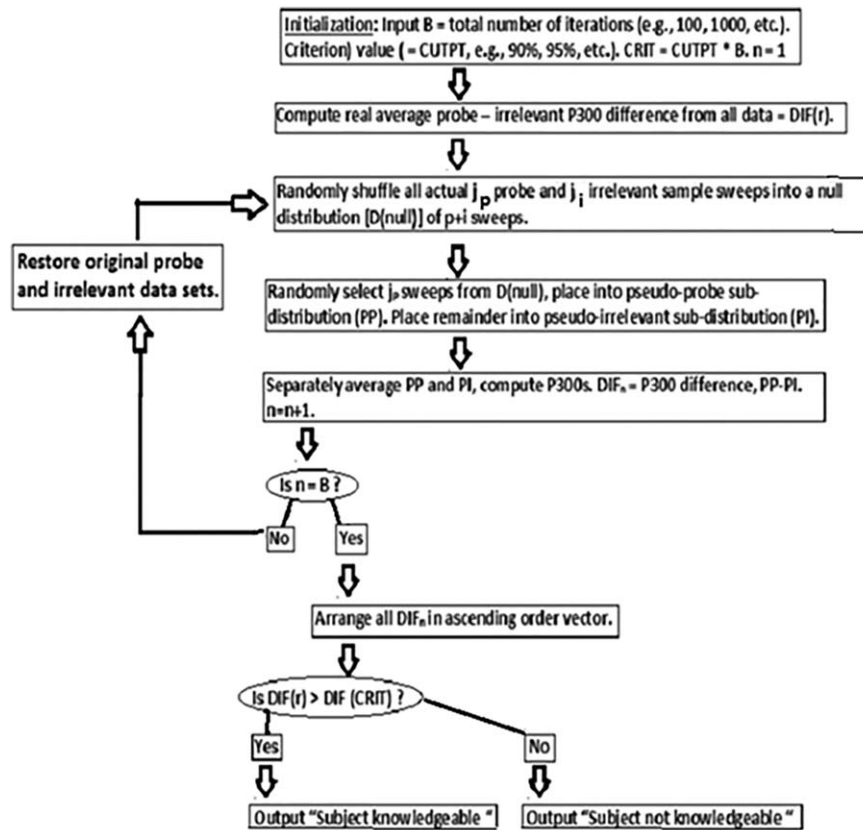 Initialization: Input B = total number of iterations (e.g., 100, 1000, etc.).
Criterion) value ( = CUTPT, e.g., 90%, 95%, etc.). CRIT = CUTPT * B. n = 1
Compute real average probe – irrelevant P300 difference from all data = DIF(r).
Randomly shuffle all actual jp probe and ji irrelevant sample sweeps into a null
distribution [D(null)] of p+i sweeps.
Restore original probe
and irrelevant data sets.
Randomly select jp sweeps from D(null), place into pseudo-probe sub-
distribution (PP). Place remainder into pseudo-irrelevant sub-distribution (PI).
Separately average PP and PI, compute P300s. DIFn = P300 difference, PP-PI.
n=n+1.
Is n = B ?
No
Yes
Arrange all DIFn in ascending order vector.
Is DIF(r) > DIF (CRIT) ?
Yes
No
Output "Subject knowledgeable "
Output "Subject not knowledgeable "